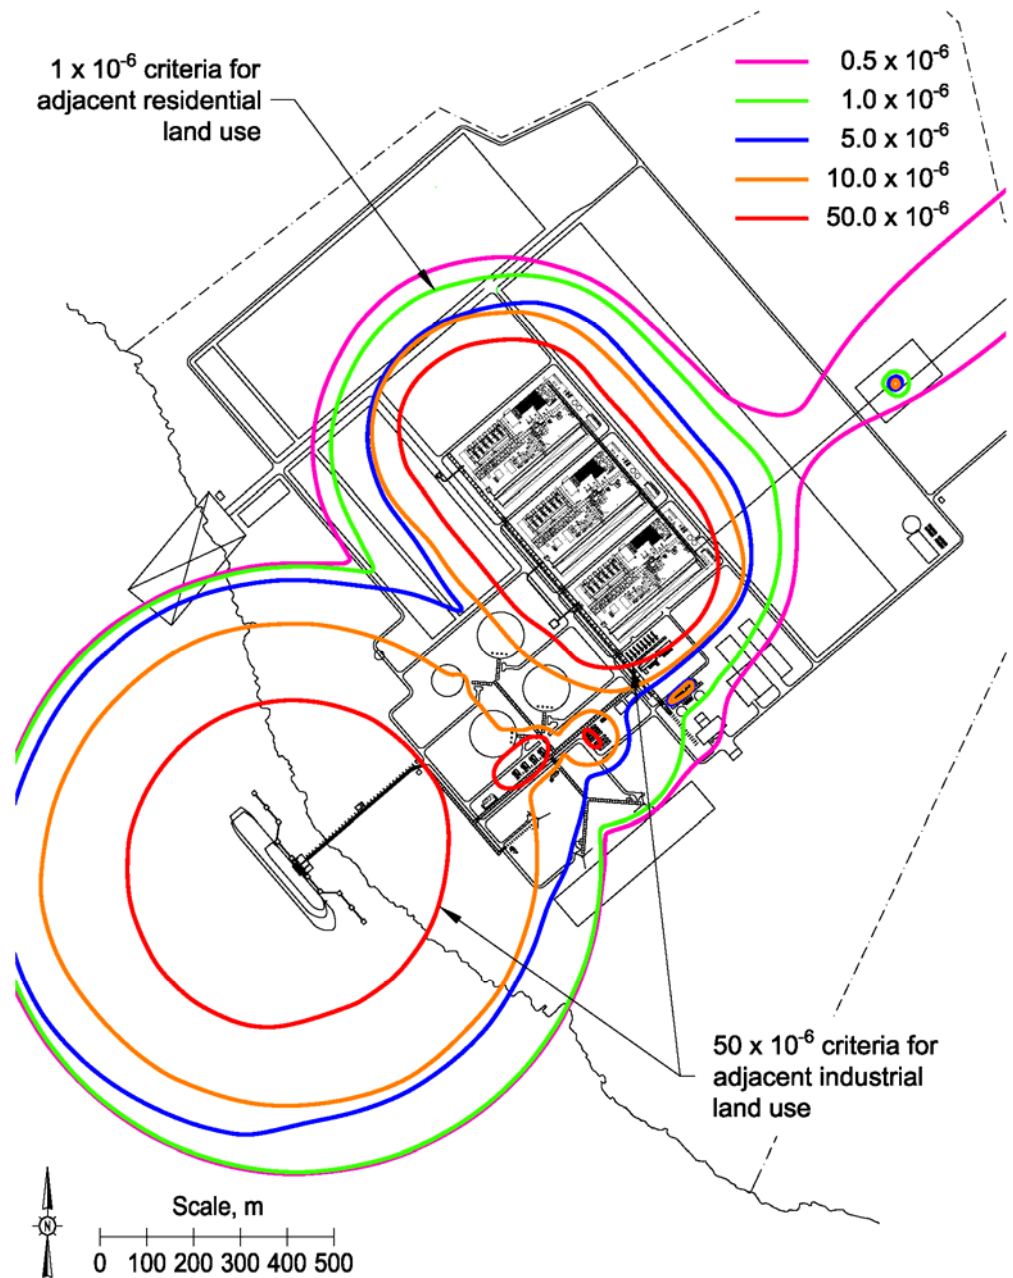 1 x 10⁻⁶ criteria for
adjacent residential
land use
0.5 x 10⁻⁶
1.0 x 10⁻⁶
5.0 x 10⁻⁶
10.0 x 10⁻⁶
50.0 x 10⁻⁶
50 x 10⁻⁶ criteria for
adjacent industrial
land use
N
Scale, m
0 100 200 300 400 500